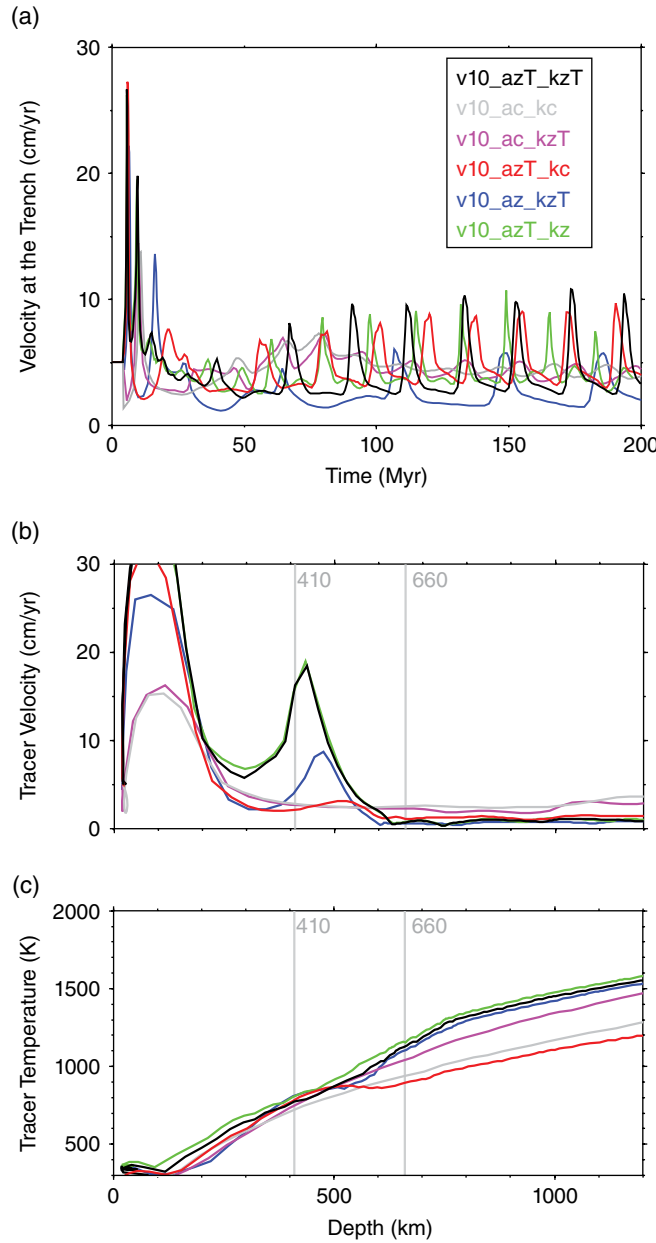 (a)
30
20
10
0
Velocity at the Trench (cm/yr)
v10_azT_kzT
v10_ac_kc
v10_ac_kzT
v10_azT_kc
v10_az_kzT
v10_azT_kz
0
50
100
150
200
Time (Myr)
(b)
30
20
10
0
Tracer Velocity (cm/yr)
410
660
(c)
2000
1500
1000
500
Tracer Temperature (K)
410
660
0
500
1000
Depth (km)